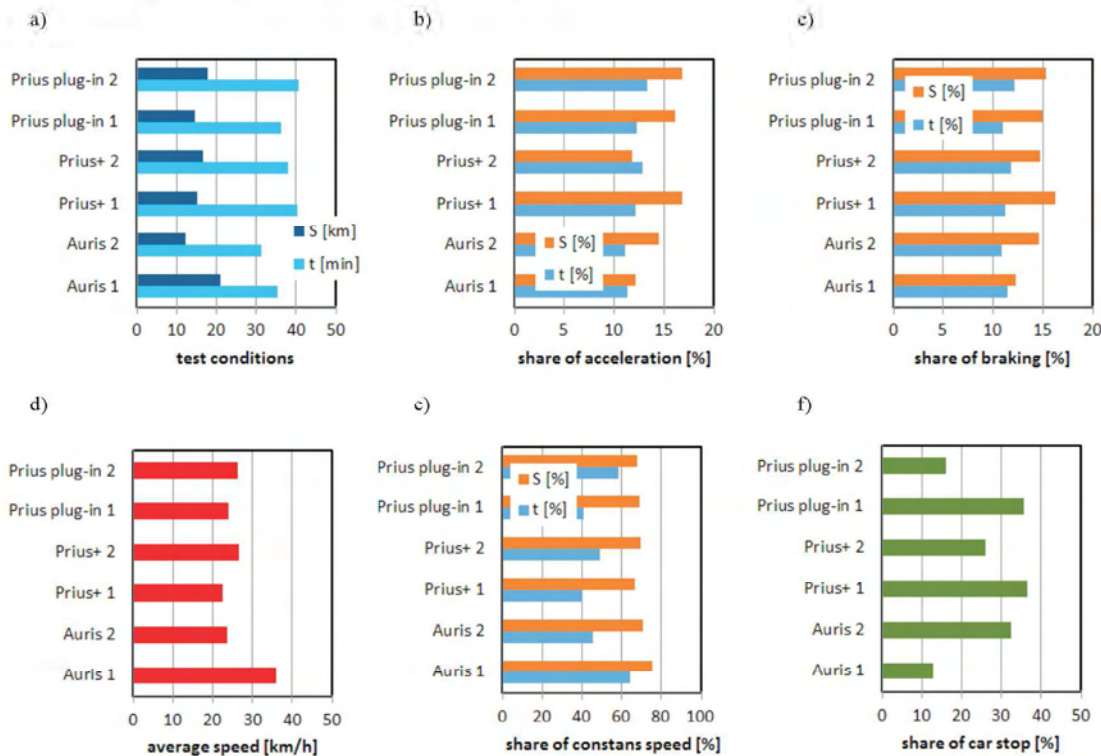 a)
Prius plug-in 2
Prius plug-in 1
Prius+ 2
Prius+ 1
Auris 2
Auris 1
S [km]
t [min]
0 10 20 30 40 50
test conditions
b)
Prius plug-in 2
Prius plug-in 1
Prius+ 2
Prius+ 1
Auris 2
Auris 1
S [%]
t [%]
0 5 10 15 20
share of acceleration [%]
c)
Prius plug-in 2
Prius plug-in 1
Prius+ 2
Prius+ 1
Auris 2
Auris 1
S [%]
t [%]
0 5 10 15 20
share of braking [%]
d)
Prius plug-in 2
Prius plug-in 1
Prius+ 2
Prius+ 1
Auris 2
Auris 1
0 10 20 30 40 50
average speed [km/h]
e)
Prius plug-in 2
Prius plug-in 1
Prius+ 2
Prius+ 1
Auris 2
Auris 1
S [%]
t [%]
0 20 40 60 80 100
share of constans speed [%]
f)
Prius plug-in 2
Prius plug-in 1
Prius+ 2
Prius+ 1
Auris 2
Auris 1
0 10 20 30 40 50
share of car stop [%]